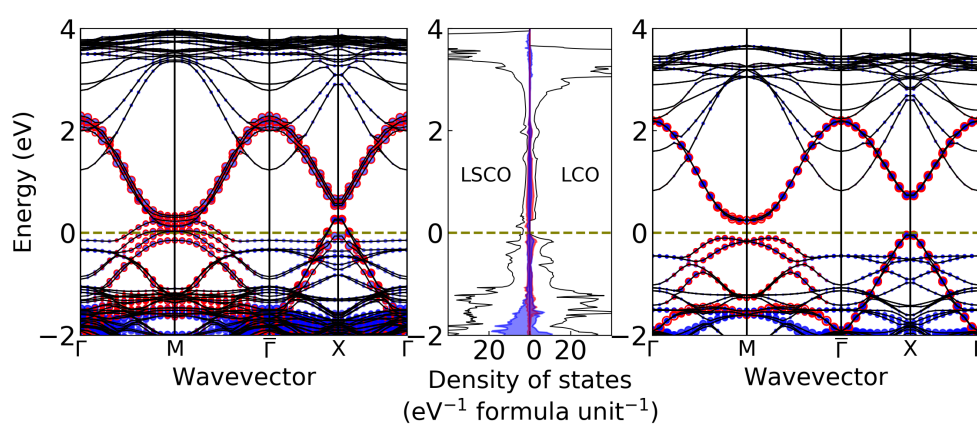 4
2
0
−2
Energy (eV)
Γ
M
Γ̅
X
Γ
Wavevector
4
2
0
−2
LSCO
LCO
20
0
20
Density of states
(eV⁻¹ formula unit⁻¹)
4
2
0
−2
Γ
M
Γ̅
X
Γ
Wavevector